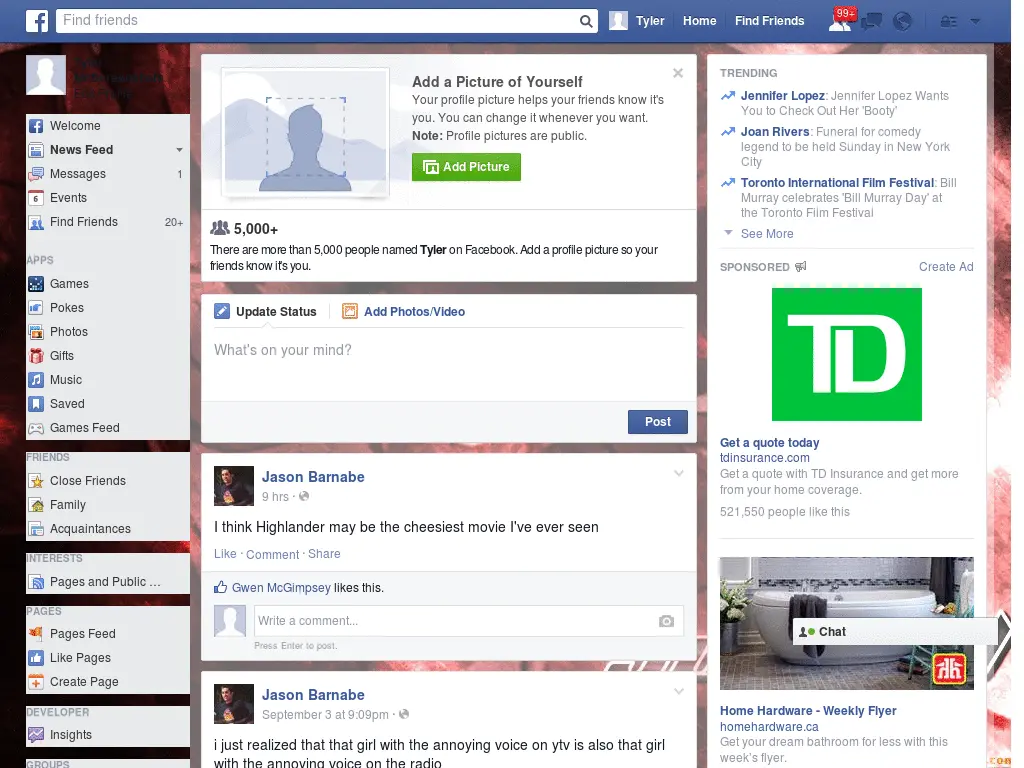 Find friends
Tyler
Home
Find Friends
99+
Welcome
News Feed
Messages
1
6
Events
Find Friends
20+
APPS
Games
Pokes
Photos
Gifts
Music
Saved
Games Feed
FRIENDS
Close Friends
Family
Acquaintances
INTERESTS
Pages and Public ...
PAGES
Pages Feed
Like Pages
Create Page
DEVELOPER
Insights
GROUPS
Add a Picture of Yourself
Your profile picture helps your friends know it's
you. You can change it whenever you want.
Note: Profile pictures are public.
Add Picture
5,000+
There are more than 5,000 people named Tyler on Facebook. Add a profile picture so your
friends know it's you.
Update Status
Add Photos/Video
What's on your mind?
Post
Jason Barnabe
9 hrs ·
I think Highlander may be the cheesiest movie I've ever seen
Like · Comment · Share
Gwen McGimpsey likes this.
Write a comment...
Press Enter to post.
Jason Barnabe
September 3 at 9:09pm ·
i just realized that that girl with the annoying voice on ytv is also that girl
with the annoying voice on the radio
TRENDING
Jennifer Lopez: Jennifer Lopez Wants
You to Check Out Her 'Booty'
Joan Rivers: Funeral for comedy
legend to be held Sunday in New York
City
Toronto International Film Festival: Bill
Murray celebrates 'Bill Murray Day' at
the Toronto Film Festival
See More
SPONSORED
Create Ad
TD
Get a quote today
tdinsurance.com
Get a quote with TD Insurance and get more
from your home coverage.
521,550 people like this
Chat
Home Hardware - Weekly Flyer
homehardware.ca
Get your dream bathroom for less with this
week's flyer.